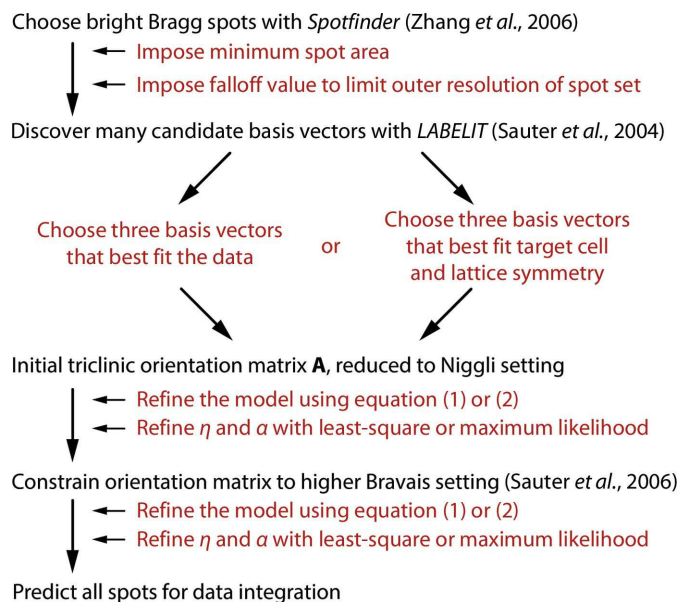 Choose bright Bragg spots with Spotfinder (Zhang et al., 2006)
Impose minimum spot area
Impose falloff value to limit outer resolution of spot set
Discover many candidate basis vectors with LABELIT (Sauter et al., 2004)
Choose three basis vectors
that best fit the data
or
Choose three basis vectors
that best fit target cell
and lattice symmetry
Initial triclinic orientation matrix A, reduced to Niggli setting
Refine the model using equation (1) or (2)
Refine η and α with least-square or maximum likelihood
Constrain orientation matrix to higher Bravais setting (Sauter et al., 2006)
Refine the model using equation (1) or (2)
Refine η and α with least-square or maximum likelihood
Predict all spots for data integration